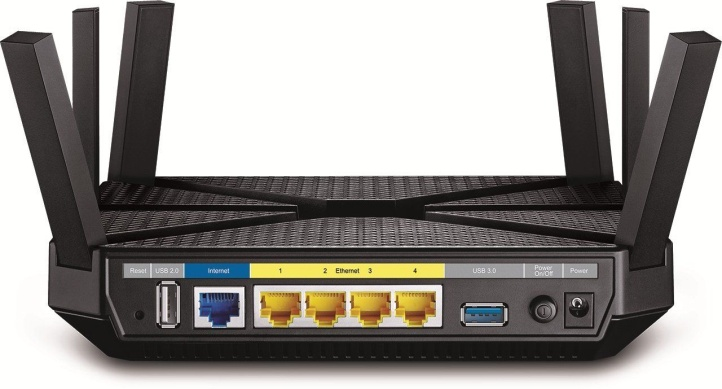 Reset USB 2.0 Internet 1 2 Ethernet 3 4 USB 3.0 Power
On/Off Power